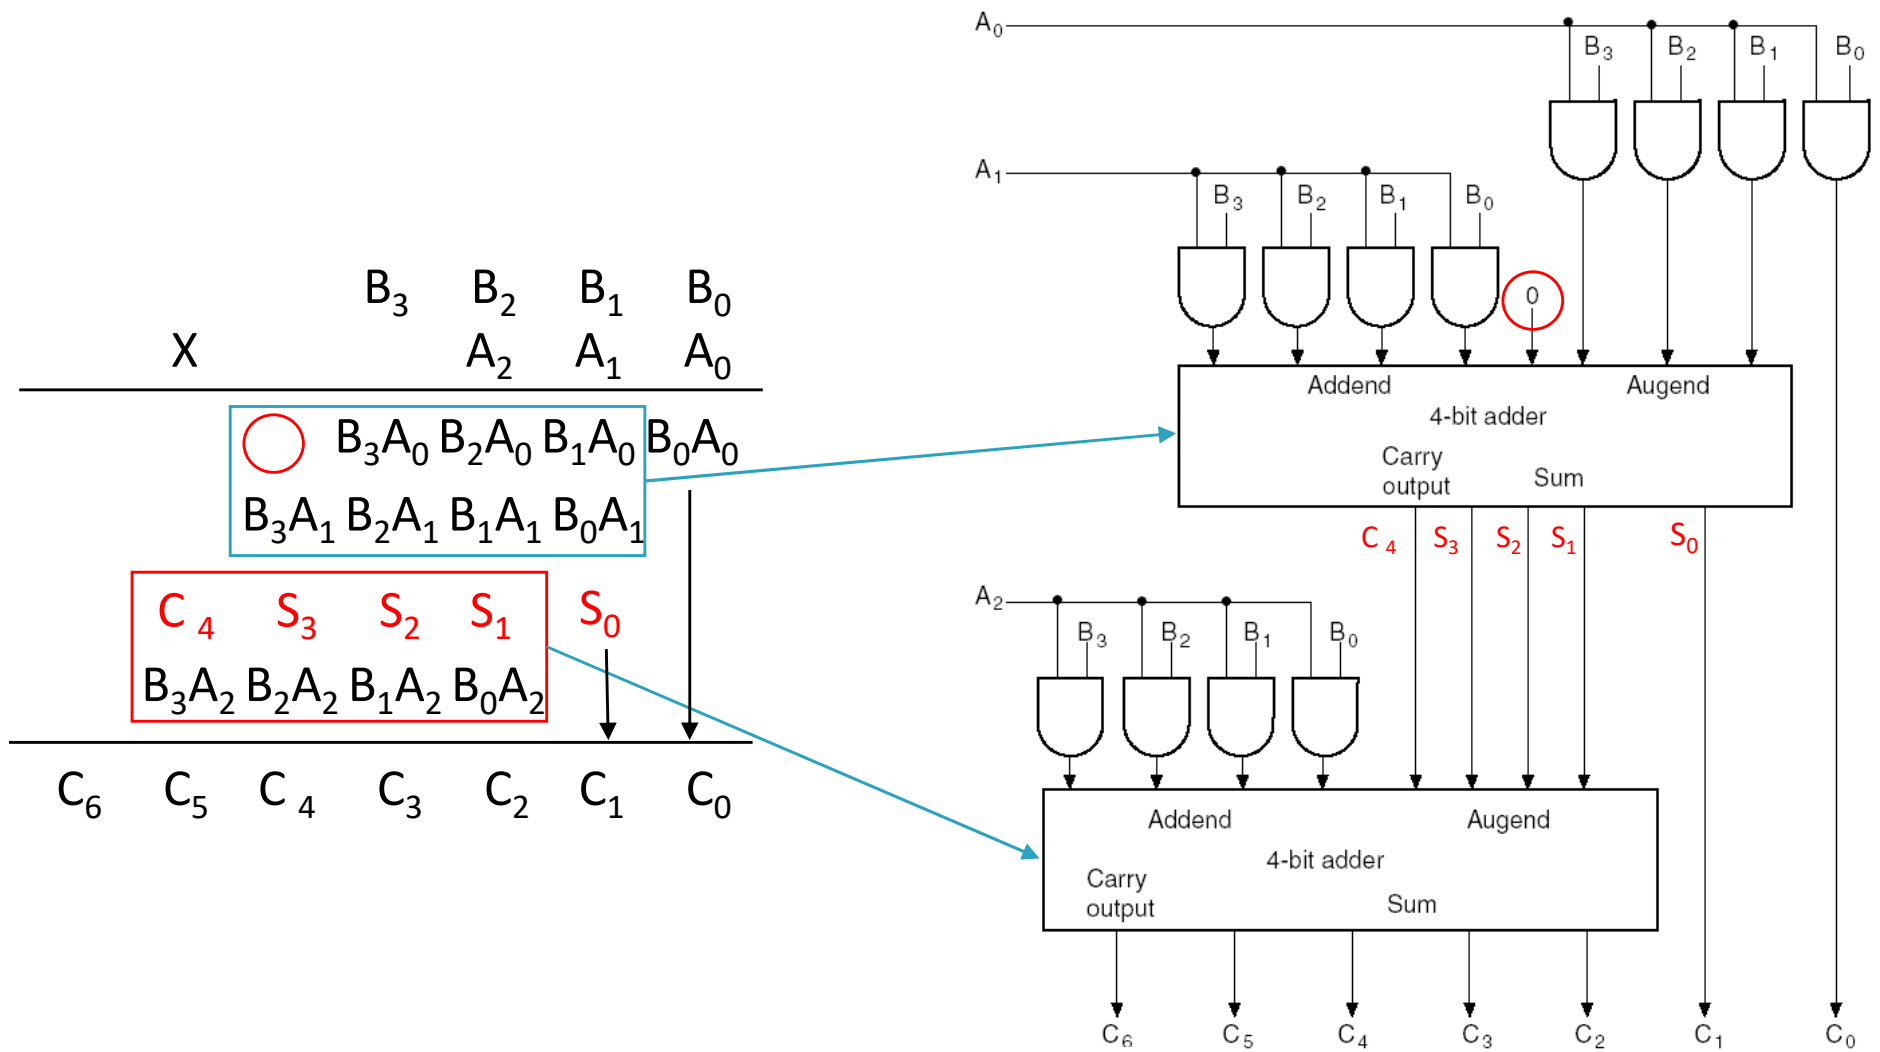 B₃ B₂ B₁ B₀
X A₂ A₁ A₀
B₃A₀ B₂A₀ B₁A₀ B₀A₀
B₃A₁ B₂A₁ B₁A₁ B₀A₁
C ₄ S₃ S₂ S₁ S₀
B₃A₂ B₂A₂ B₁A₂ B₀A₂
C₆ C₅ C ₄ C₃ C₂ C₁ C₀
A₀
B₃ B₂ B₁ B₀
A₁
B₃ B₂ B₁ B₀
0
Addend Augend
4-bit adder
Carry
output
Sum
C ₄ S₃ S₂ S₁ S₀
A₂
B₃ B₂ B₁ B₀
Addend Augend
4-bit adder
Carry
output
Sum
C₆ C₅ C₄ C₃ C₂ C₁ C₀